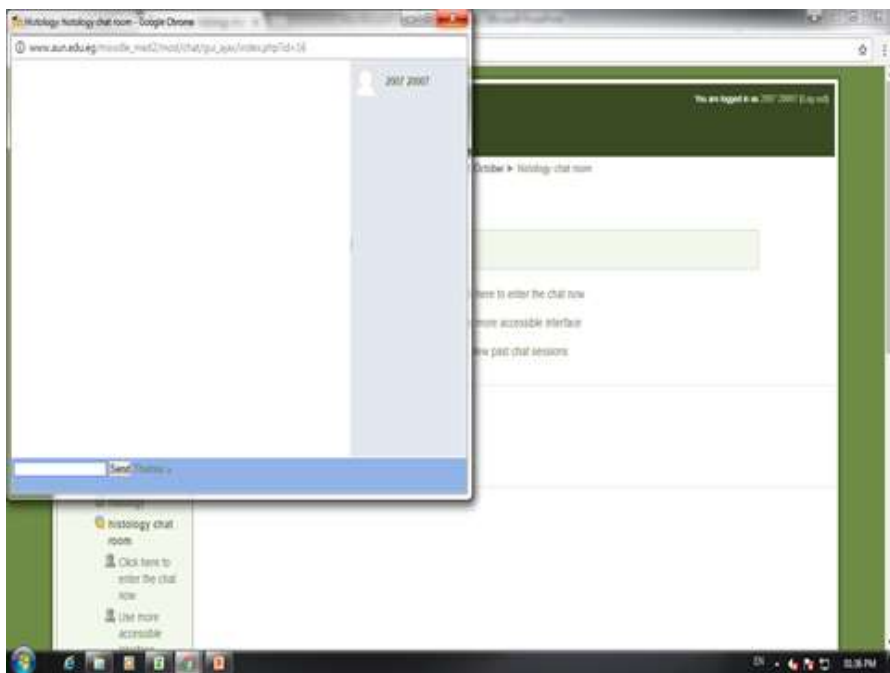 Histology: histology chat room - Google Chrome
www.aun.edu.eg/moodle_med2/mod/chat/gui_ajax/index.php?id=16
2007 20007
You are logged in as 2007 20007 (Log out)
October ► histology chat room
here to enter the chat now
more accessible interface
past chat sessions
Send
histology chat
room
Click here to
enter the chat
now
Use more
accessible
EN